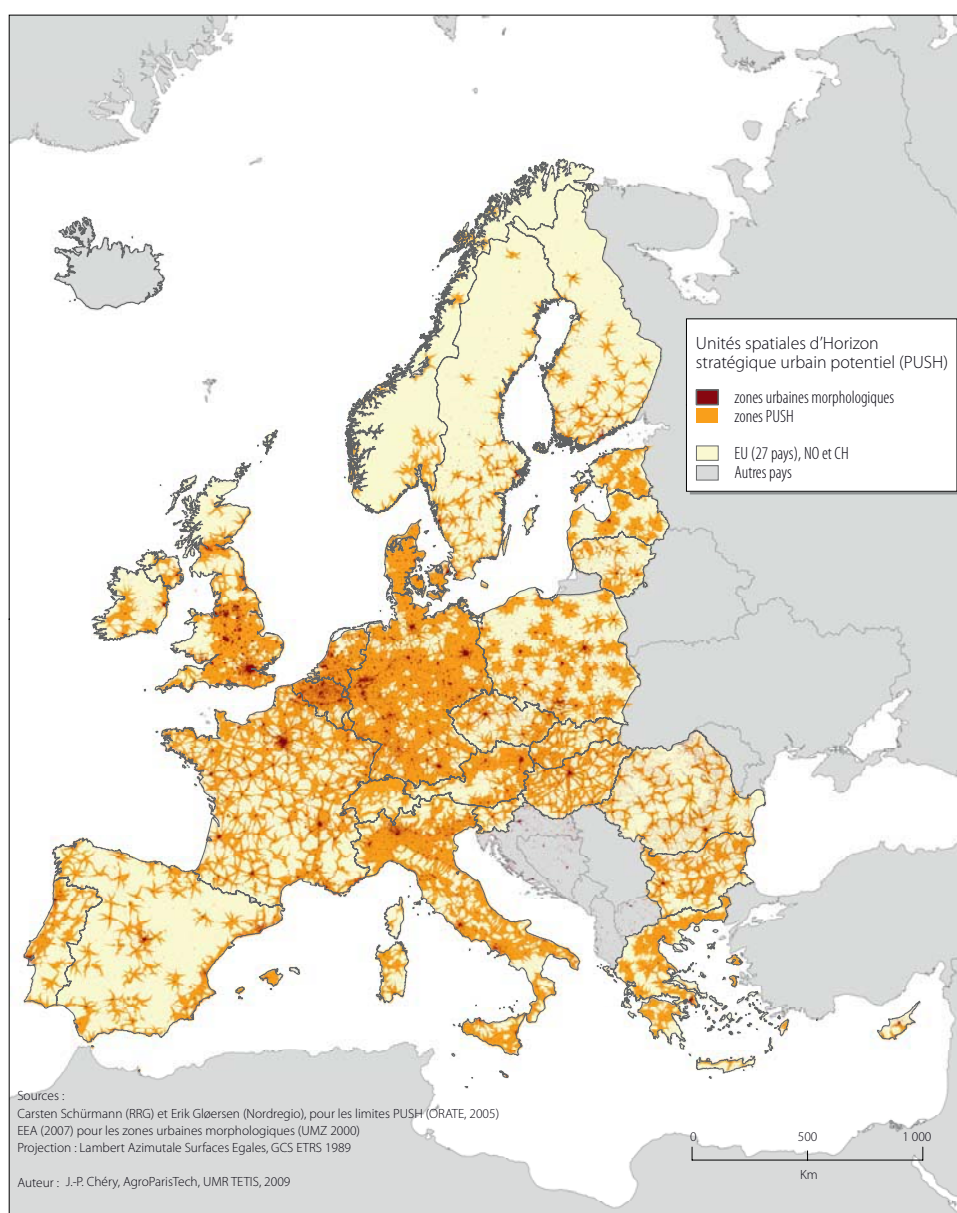 Unités spatiales d’Horizon
stratégique urbain potentiel (PUSH)
zones urbaines morphologiques
zones PUSH
EU (27 pays), NO et CH
Autres pays
Sources :
Carsten Schürmann (RRG) et Erik Gløersen (Nordregio), pour les limites PUSH (ORATE, 2005)
EEA (2007) pour les zones urbaines morphologiques (UMZ 2000)
Projection : Lambert Azimutale Surfaces Egales, GCS ETRS 1989
Auteur : J.-P. Chéry, AgroParisTech, UMR TETIS, 2009
0 500 1 000
Km